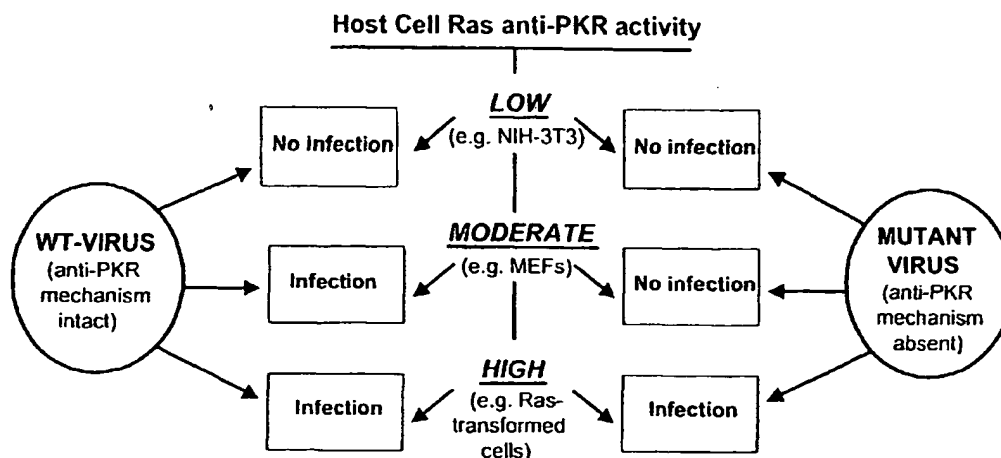 Host Cell Ras anti-PKR activity
LOW
(e.g. NIH-3T3)
No Infection
No infection
WT-VIRUS
(anti-PKR
mechanism
intact)
MODERATE
(e.g. MEFs)
Infection
No infection
MUTANT
VIRUS
(anti-PKR
mechanism
absent)
HIGH
(e.g. Ras-
transformed
cells)
Infection
Infection